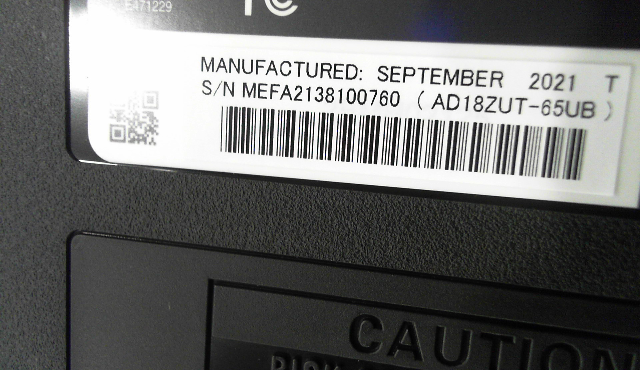 E471229
MANUFACTURED: SEPTEMBER 2021 T
S/N MEFA2138100760 ( AD18ZUT-65UB )
CAUTION